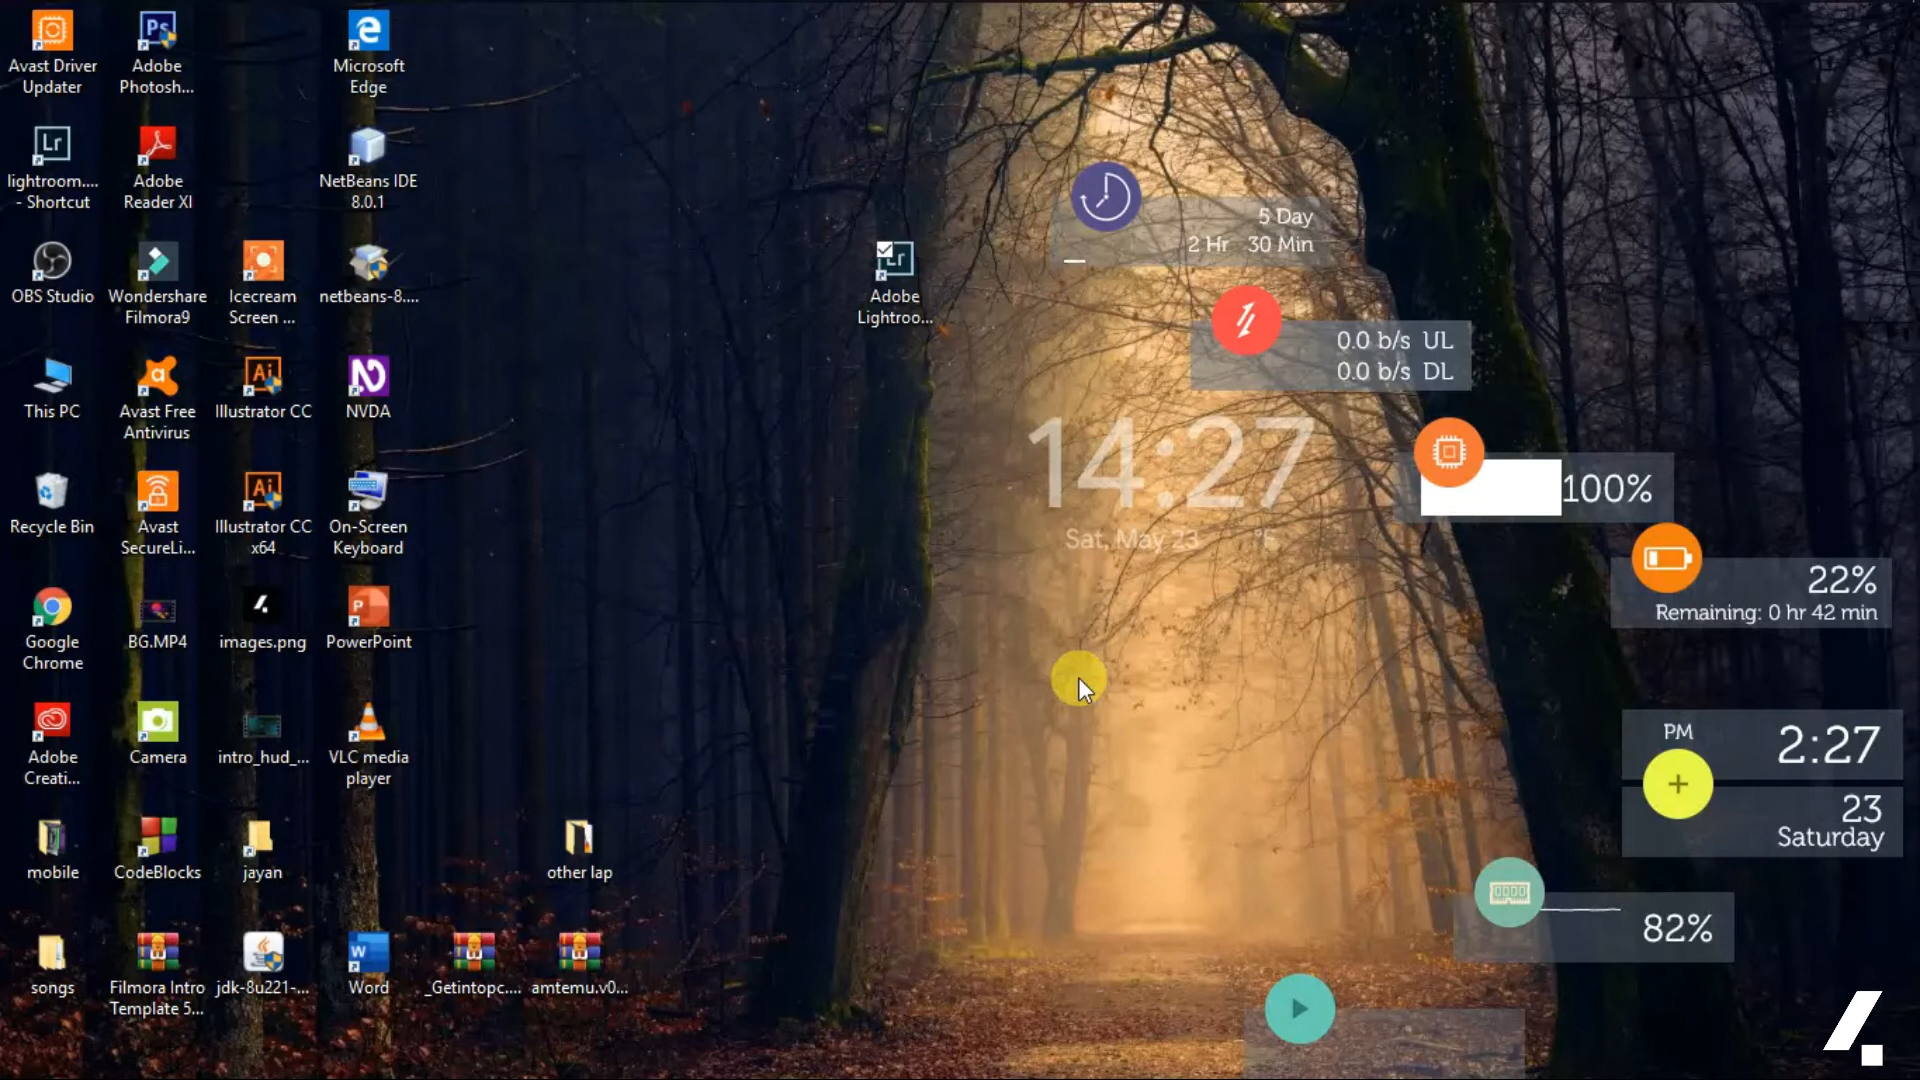 Avast Driver
Updater
Adobe
Photosh...
Microsoft
Edge
lightroom....
- Shortcut
Adobe
Reader XI
NetBeans IDE
8.0.1
OBS Studio
Wondershare
Filmora9
Icecream
Screen ...
netbeans-8....
Adobe
Lightroo...
This PC
Avast Free
Antivirus
Illustrator CC
NVDA
Recycle Bin
Avast
SecureLi...
Illustrator CC
x64
On-Screen
Keyboard
Google
Chrome
BG.MP4
images.png
PowerPoint
Adobe
Creati...
Camera
intro_hud_...
VLC media
player
mobile
CodeBlocks
jayan
other lap
songs
Filmora Intro
Template 5...
jdk-8u221-...
Word
_Getintopc....
amtemu.v0...
5 Day
2 Hr 30 Min
0.0 b/s UL
0.0 b/s DL
14:27
Sat, May 23 °F
100%
22%
Remaining: 0 hr 42 min
PM 2:27
23
Saturday
82%